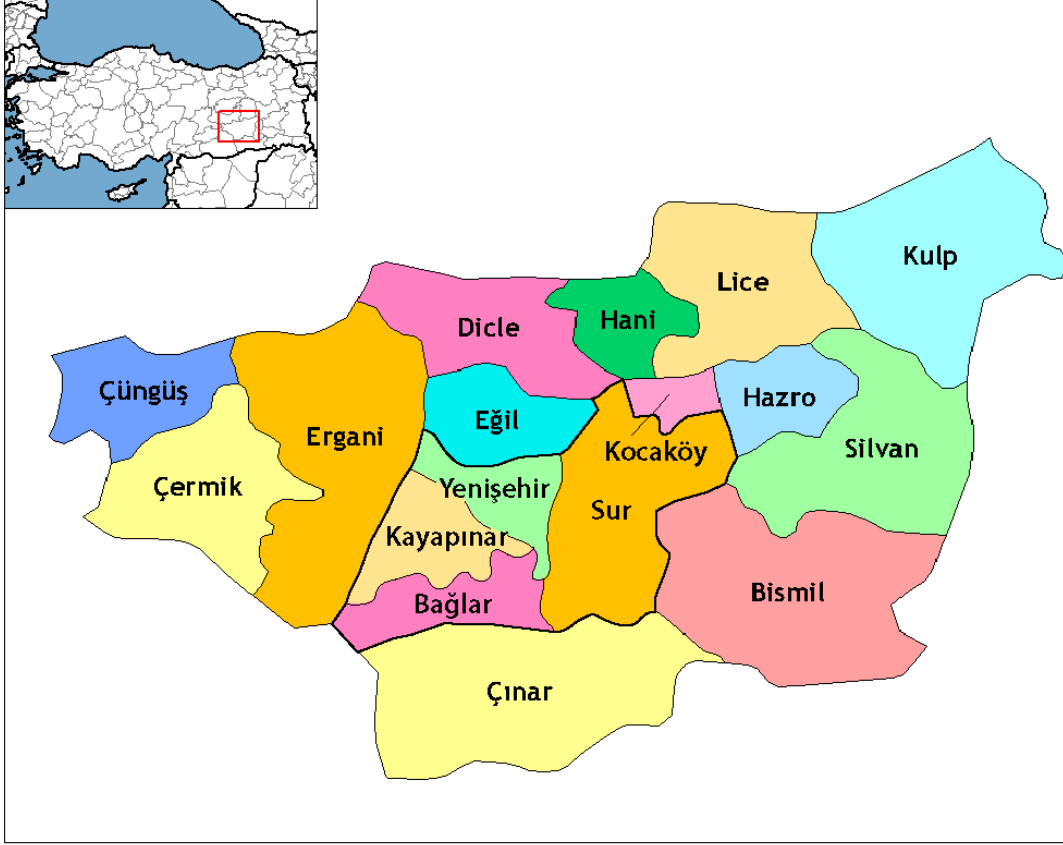 Kulp
Lice
Hani
Dicle
Çüngüş
Hazro
Eğil
Ergani
Silvan
Kocaköy
Çermik
Yenişehir
Sur
Kayapınar
Bismil
Bağlar
Çınar